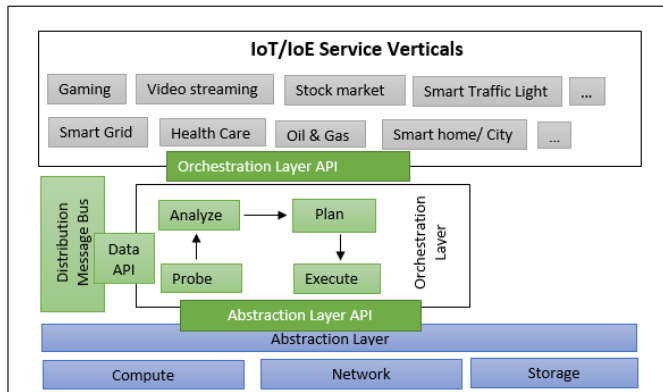 IoT/IoE Service Verticals
Gaming
Video streaming
Stock market
Smart Traffic Light
...
Smart Grid
Health Care
Oil & Gas
Smart home/ City
...
Orchestration Layer API
Distribution
Message Bus
Data
API
Analyze
Plan
Probe
Execute
Orchestration
Layer
Abstraction Layer API
Abstraction Layer
Compute
Network
Storage